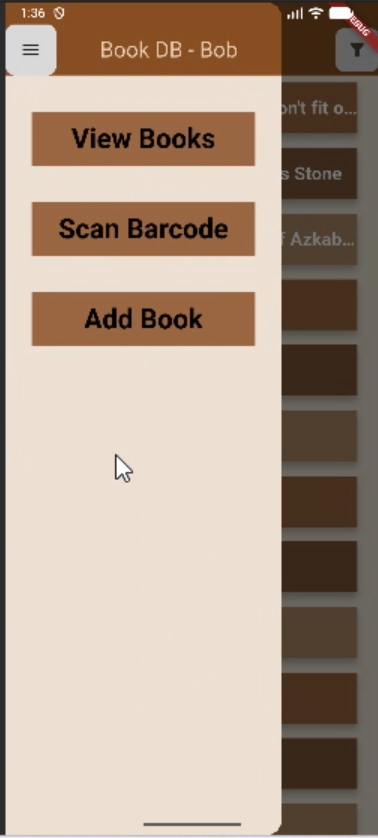 1:36
DEBUG
Book DB - Bob
on't fit o...
View Books
s Stone
Scan Barcode
f Azkab...
Add Book